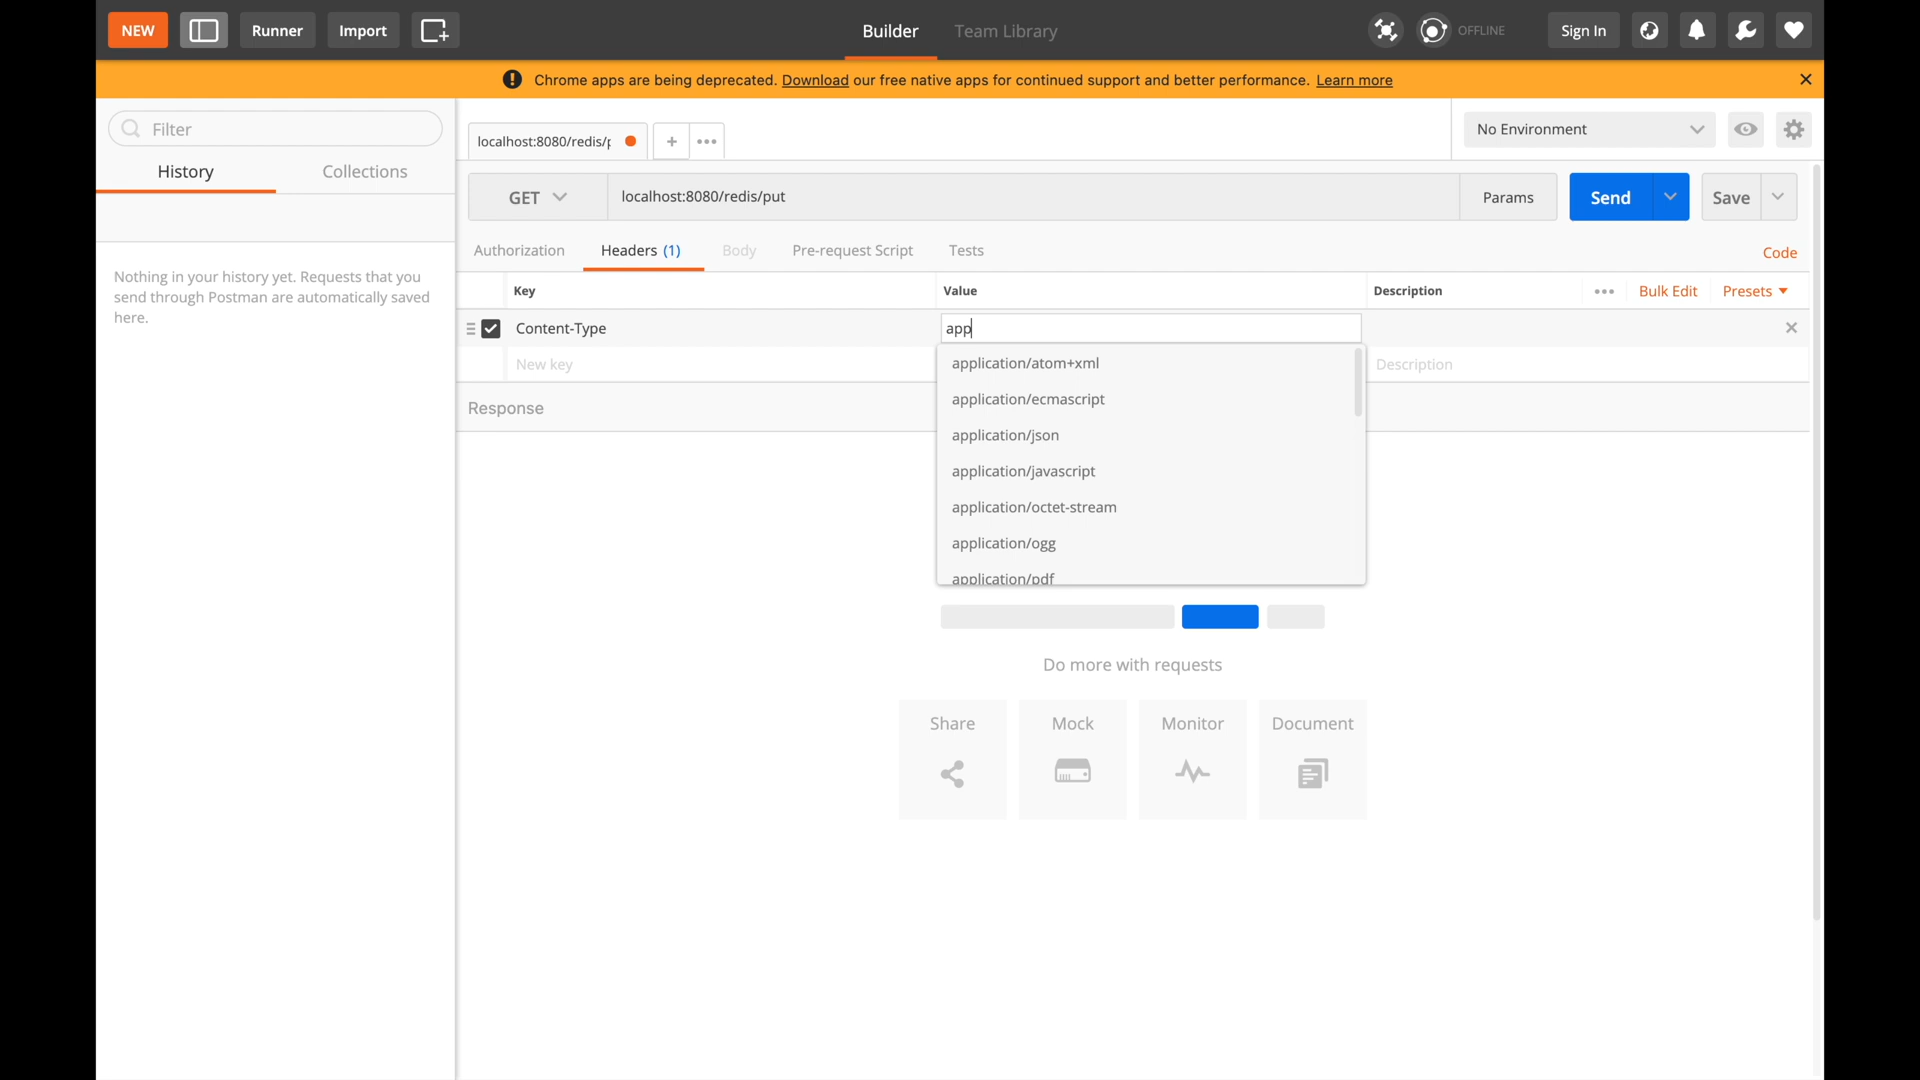 NEW Runner Import Builder Team Library OFFLINE Sign In
Chrome apps are being deprecated. Download our free native apps for continued support and better performance. Learn more
Filter
History Collections
Nothing in your history yet. Requests that you
send through Postman are automatically saved
here.
localhost:8080/redis/p
No Environment
GET localhost:8080/redis/put Params Send Save
Authorization Headers (1) Body Pre-request Script Tests Code
Key Value Description Bulk Edit Presets
Content-Type app
New key Description
application/atom+xml
application/ecmascript
application/json
application/javascript
application/octet-stream
application/ogg
application/pdf
Response
Do more with requests
Share Mock Monitor Document